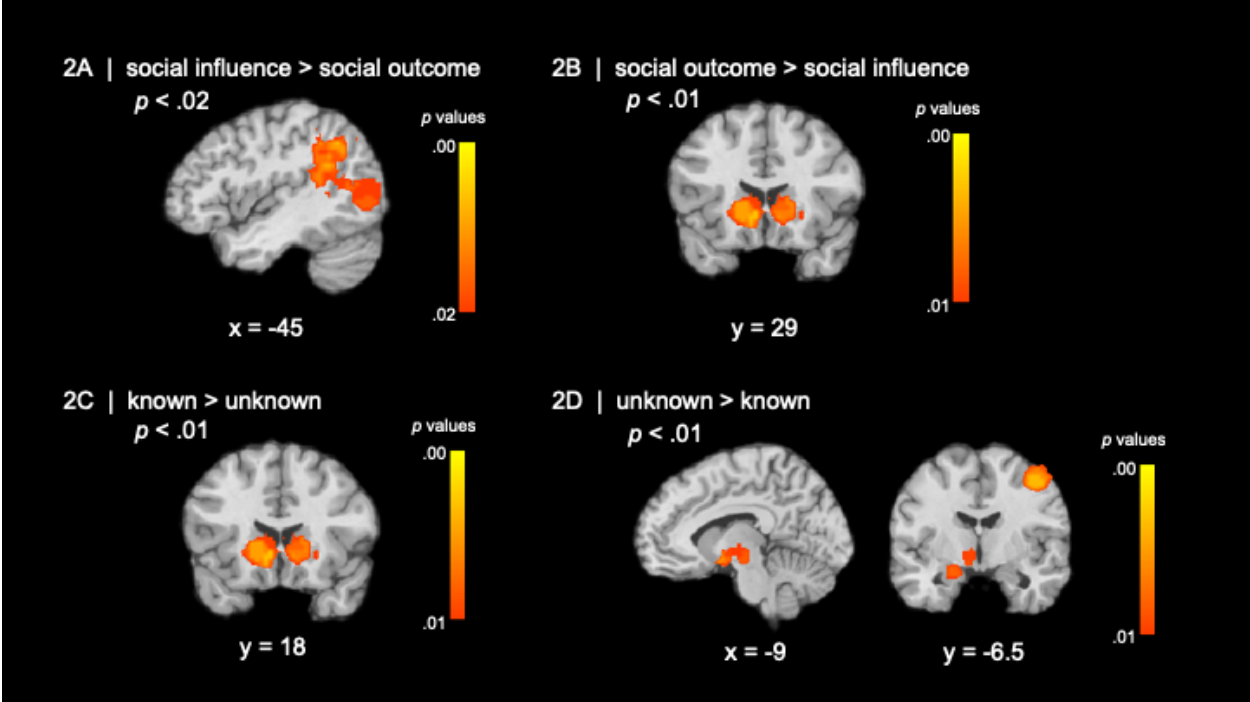 2A | social influence > social outcome
p < .02
p values
.00
.02
x = -45
2B | social outcome > social influence
p < .01
p values
.00
.01
y = 29
2C | known > unknown
p < .01
p values
.00
.01
y = 18
2D | unknown > known
p < .01
p values
.00
.01
x = -9
y = -6.5